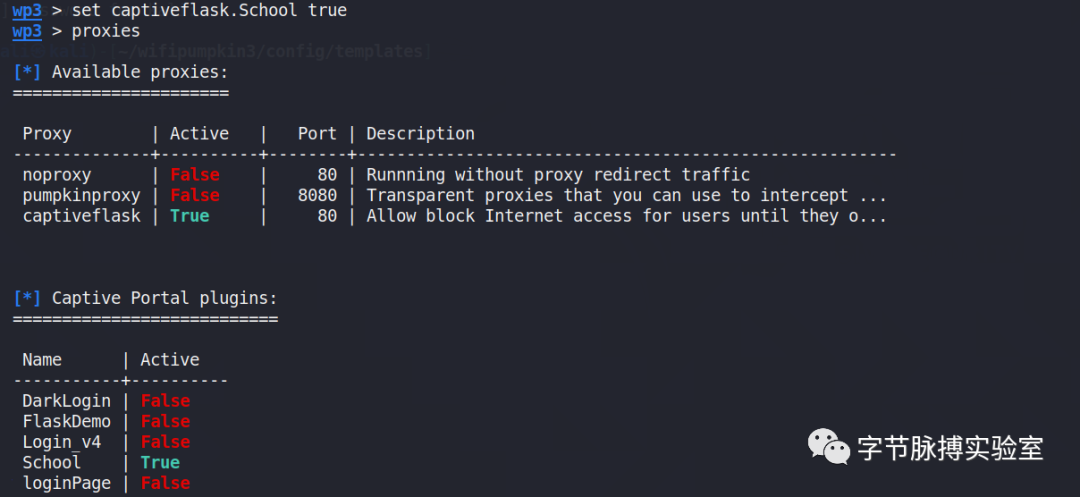 wp3 > set captiveflask.School true
wp3 > proxies
~/wifipumpkin3/config/templates]
[*] Available proxies:
======================
Proxy | Active | Port | Description
--------------+----------+--------+-------------------------------------------------------
noproxy | False | 80 | Runnning without proxy redirect traffic
pumpkinproxy | False | 8080 | Transparent proxies that you can use to intercept ...
captiveflask | True | 80 | Allow block Internet access for users until they o...
[*] Captive Portal plugins:
===========================
Name | Active
-----------+----------
DarkLogin | False
FlaskDemo | False
Login_v4 | False
School | True
loginPage | False
字节脉搏实验室